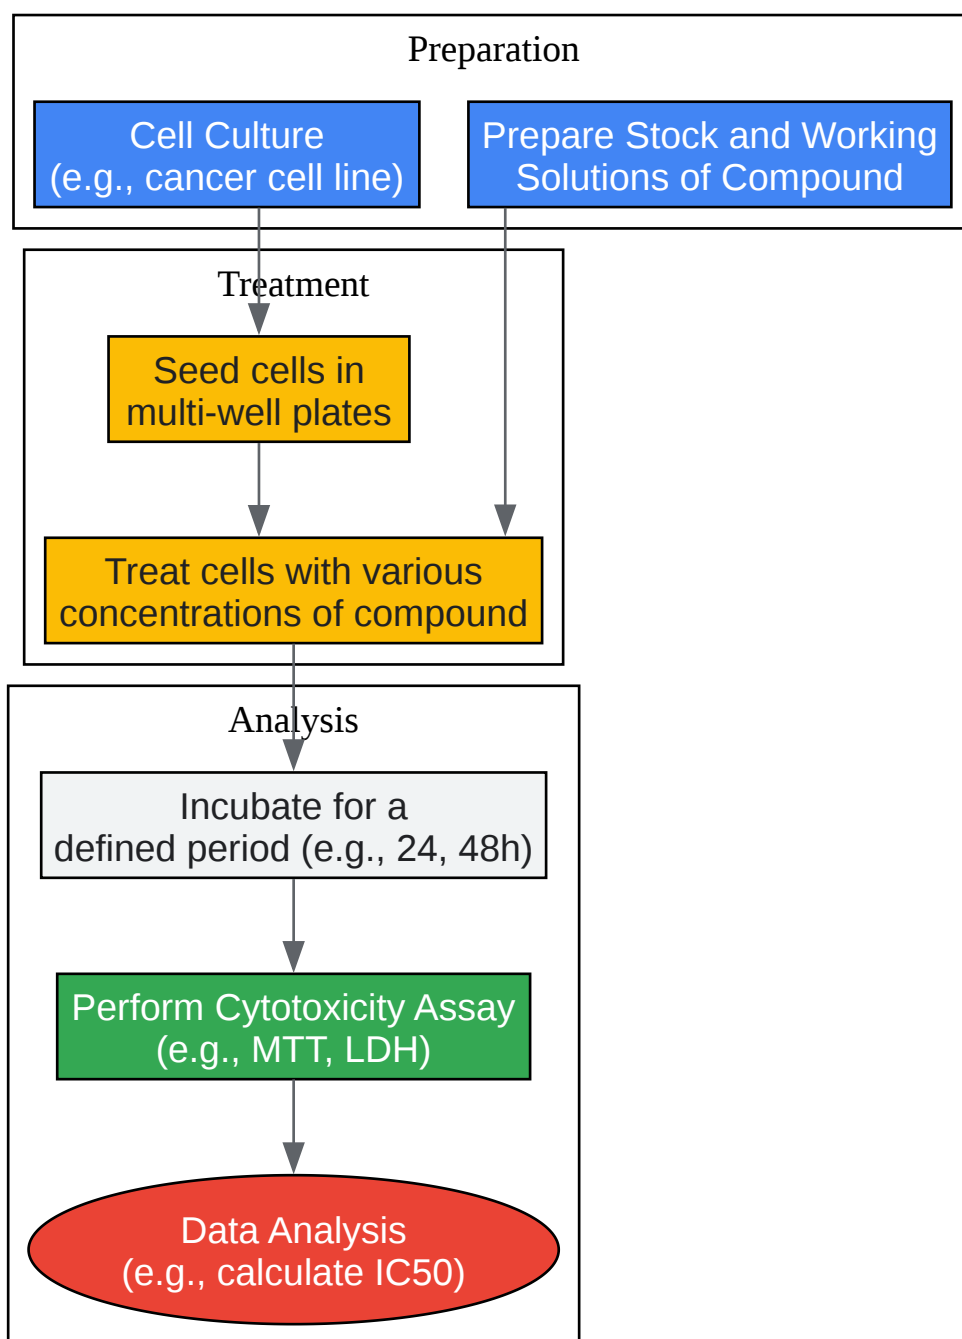 Preparation
Cell Culture
(e.g., cancer cell line)
Prepare Stock and Working
Solutions of Compound
Treatment
Seed cells in
multi-well plates
Treat cells with various
concentrations of compound
Analysis
Incubate for a
defined period (e.g., 24, 48h)
Perform Cytotoxicity Assay
(e.g., MTT, LDH)
Data Analysis
(e.g., calculate IC50)